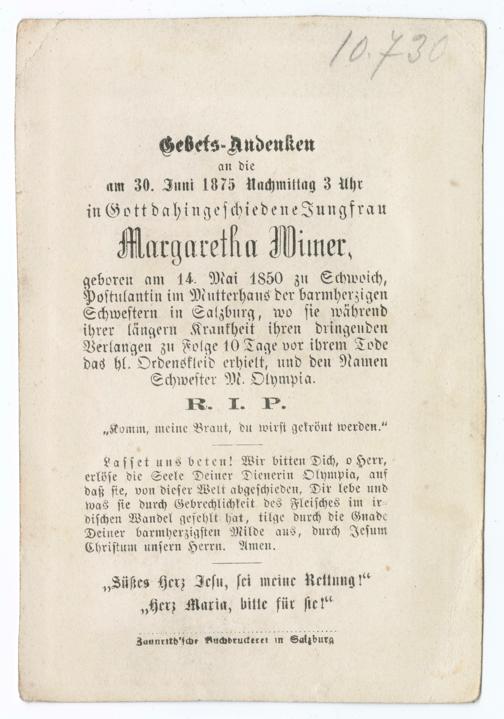 10.730
Gebets-Andenken
an die
am 30. Juni 1875 Nachmittag 3 Uhr
in Gott dahingeschiedene Jungfrau
Margaretha Wimer,
geboren am 14. Mai 1850 zu Schwoich,
Postulantin im Mutterhaus der barmherzigen
Schwestern in Salzburg, wo sie während
ihrer längern Krankheit ihren dringenden
Verlangen zu Folge 10 Tage vor ihrem Tode
das hl. Ordenskleid erhielt, und den Namen
Schwester M. Olympia.
R. I. P.
„Komm, meine Braut, du wirst gekrönt werden.“
Lasset uns beten! Wir bitten Dich, o Herr,
erlöse die Seele Deiner Dienerin Olympia, auf
daß sie, von dieser Welt abgeschieden, Dir lebe und
was sie durch Gebrechlichkeit des Fleisches im ir-
dischen Wandel gefehlt hat, tilge durch die Gnade
Deiner barmherzigsten Milde aus, durch Jesum
Christum unsern Herrn. Amen.
„Süßes Herz Jesu, sei meine Rettung!“
„Herz Maria, bitte für sie!“
Zaunrith'sche Buchdruckerei in Salzburg